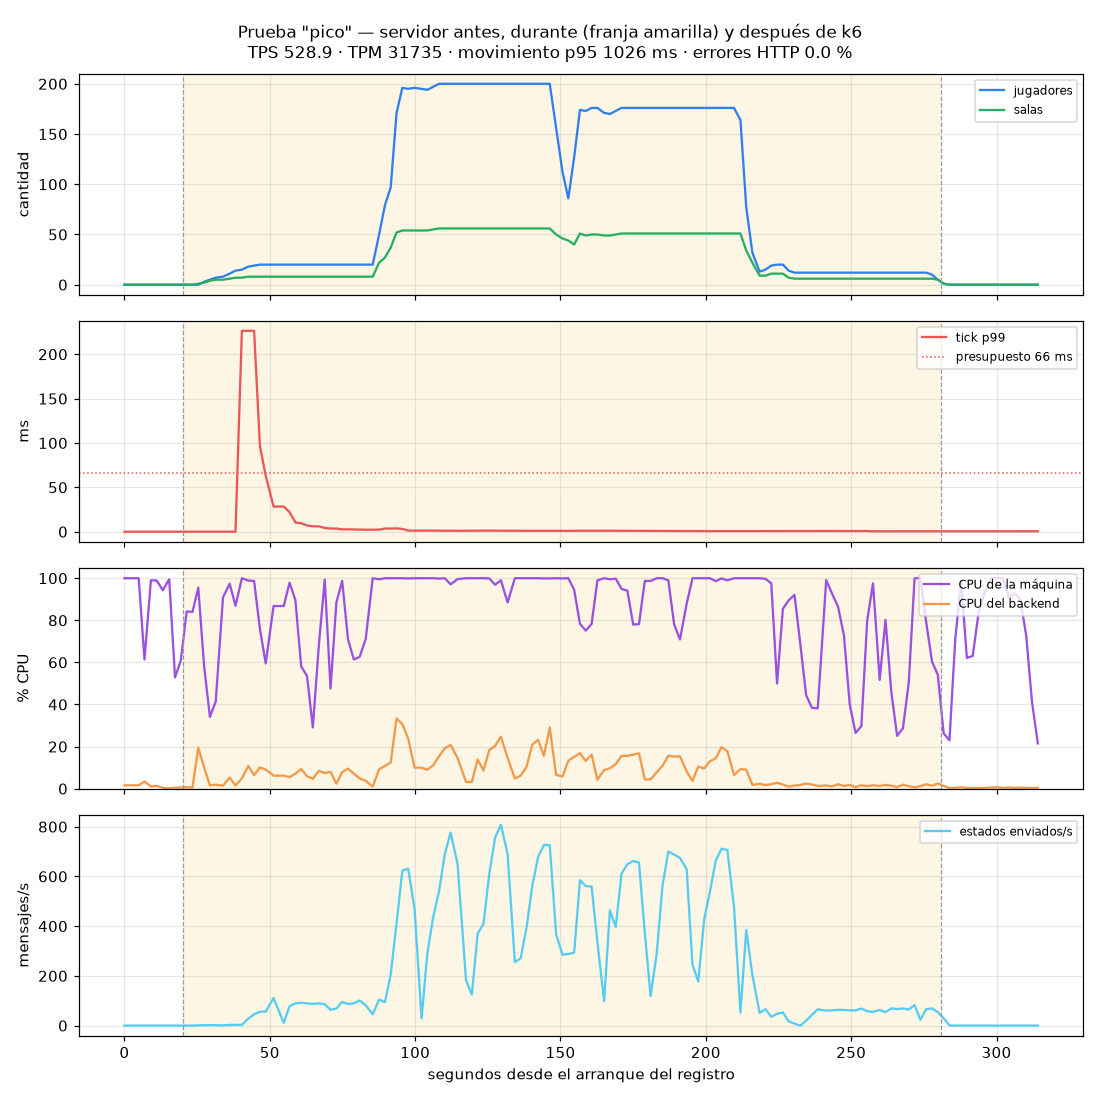 Prueba "pico" — servidor antes, durante (franja amarilla) y después de k6
TPS 528.9 · TPM 31735 · movimiento p95 1026 ms · errores HTTP 0.0 %
200
150
100
50
0
cantidad
jugadores
salas
200
150
100
50
0
ms
tick p99
presupuesto 66 ms
100
80
60
40
20
0
% CPU
CPU de la máquina
CPU del backend
800
600
400
200
0
mensajes/s
estados enviados/s
0 50 100 150 200 250 300
segundos desde el arranque del registro